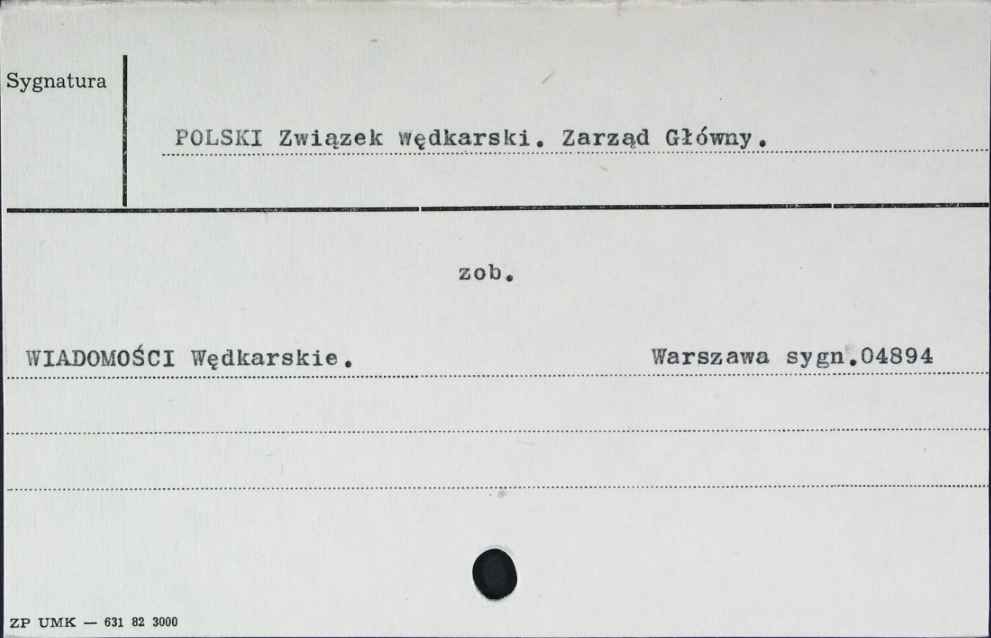 Sygnatura
POLSKI Związek Wędkarski. Zarząd Główny.
zob.
WIADOMOŚCI Wędkarskie. Warszawa sygn.04894
ZP UMK — 631 82 3000